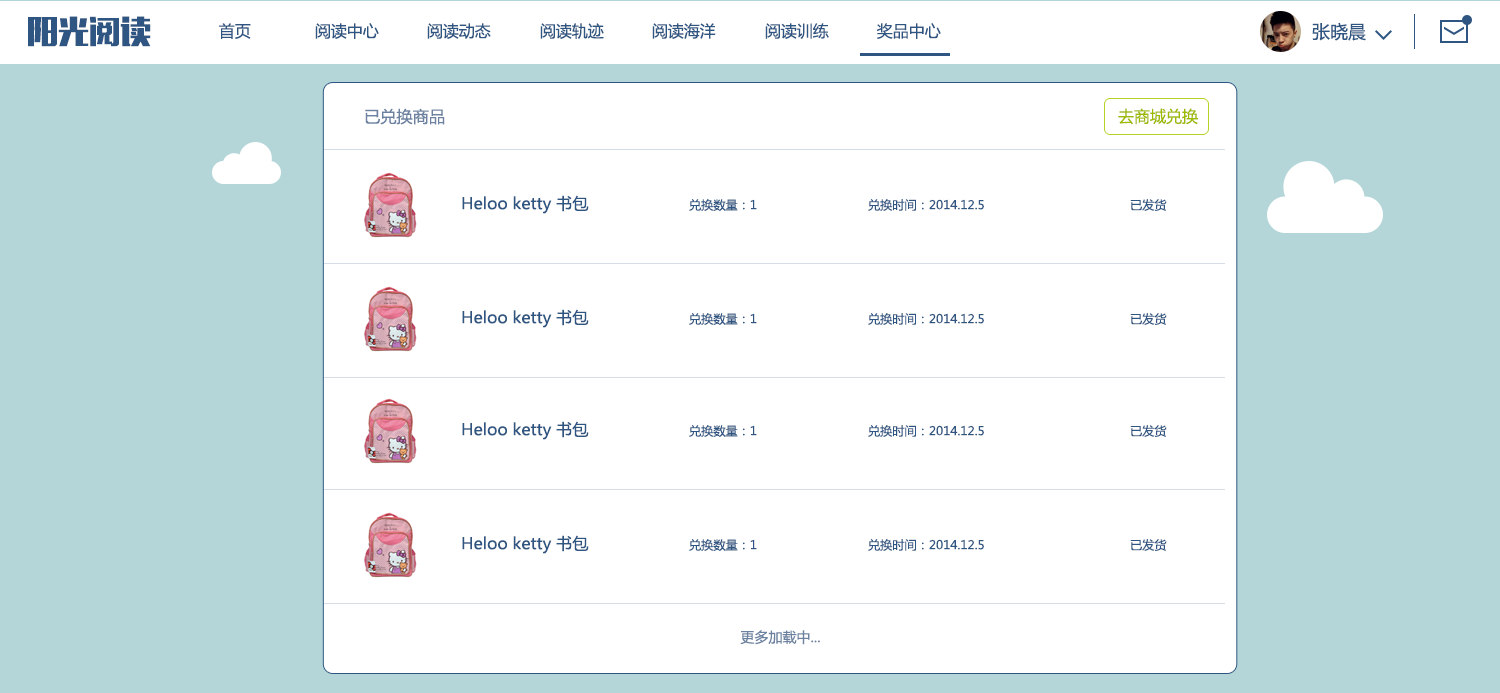 阳光阅读 首页 阅读中心 阅读动态 阅读轨迹 阅读海洋 阅读训练 奖品中心 张晓晨
已兑换商品 去商城兑换
Heloo ketty 书包 兑换数量：1 兑换时间：2014.12.5 已发货
Heloo ketty 书包 兑换数量：1 兑换时间：2014.12.5 已发货
Heloo ketty 书包 兑换数量：1 兑换时间：2014.12.5 已发货
Heloo ketty 书包 兑换数量：1 兑换时间：2014.12.5 已发货
更多加载中...